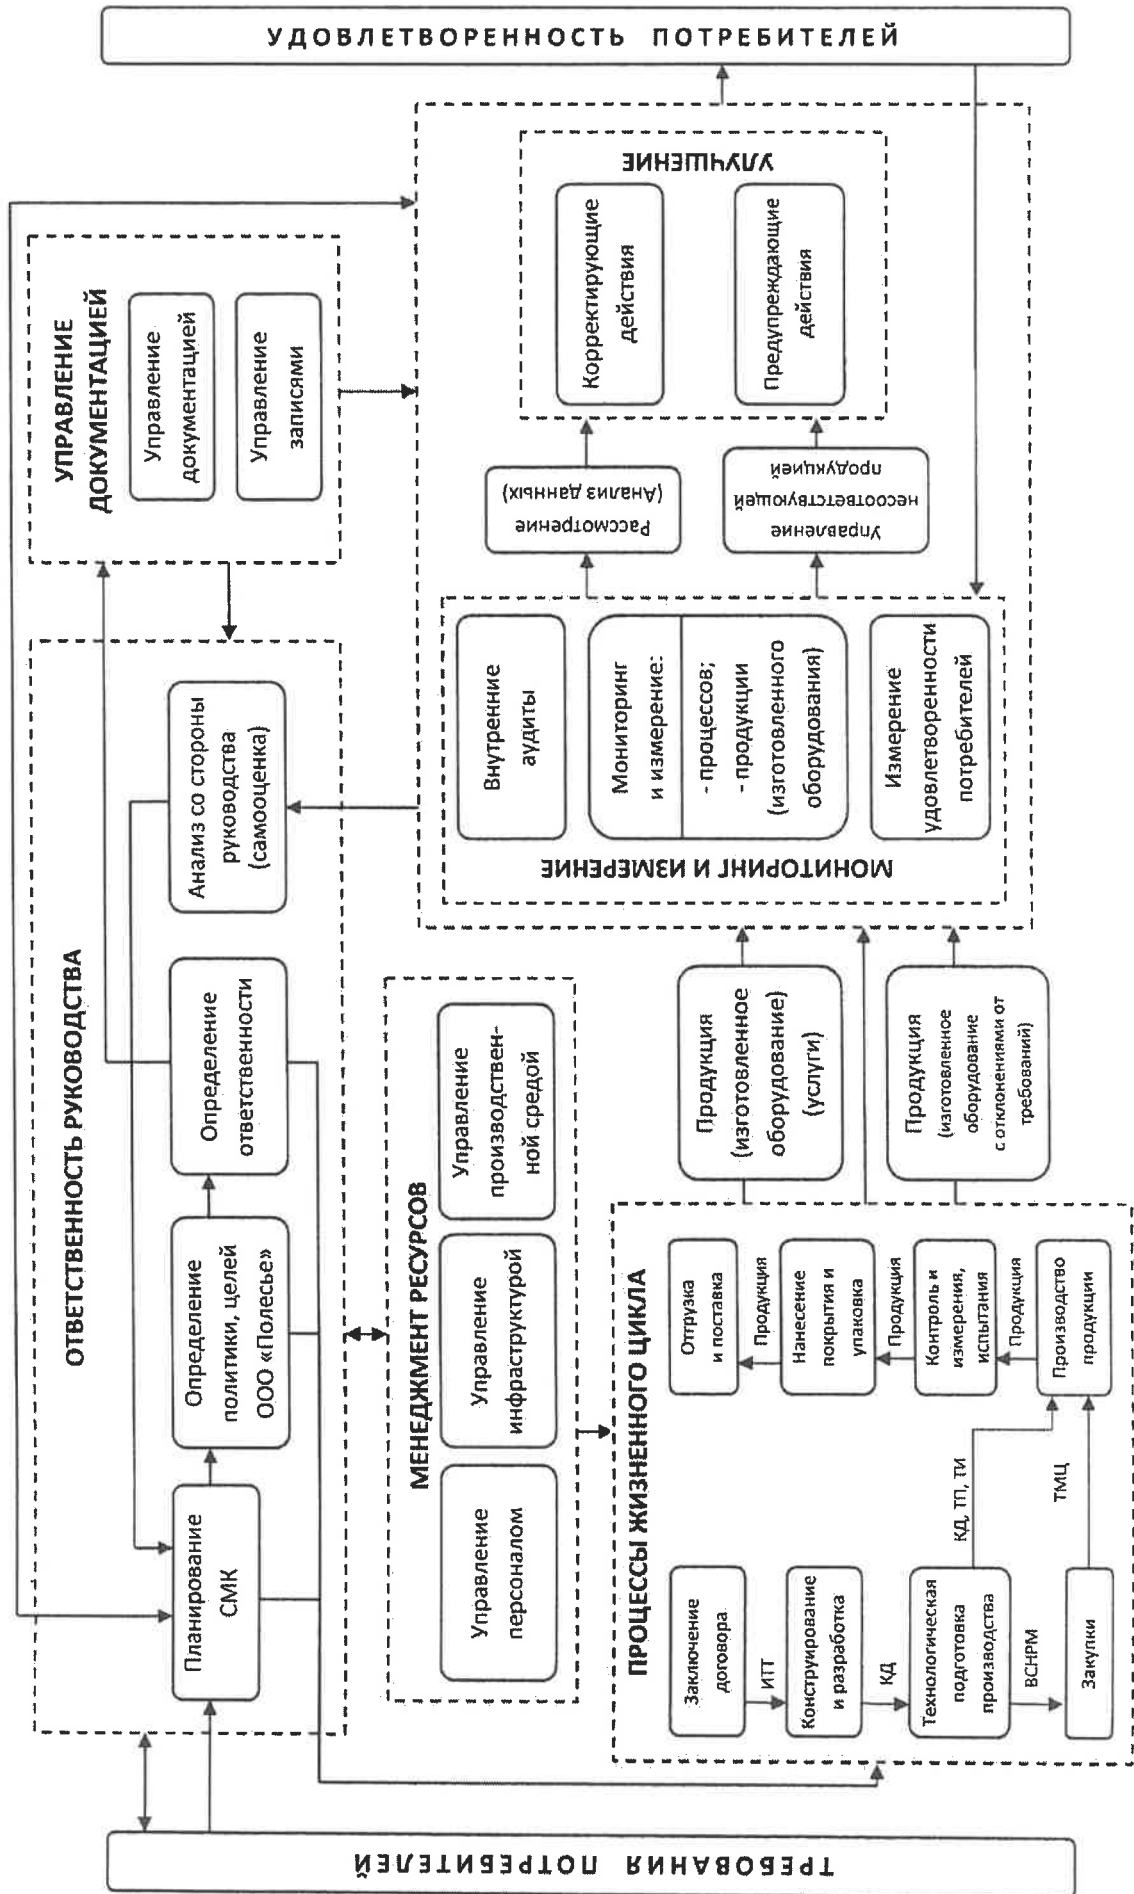 ТРЕБОВАНИЯ ПОТРЕБИТЕЛЕЙ
ОТВЕТСТВЕННОСТЬ РУКОВОДСТВА
Планирование
СМК
Определение
политики, целей
ООО «Полесье»
Определение
ответственности
Анализ со стороны
руководства
(самооценка)
УПРАВЛЕНИЕ
ДОКУМЕНТАЦИЕЙ
Управление
документацией
Управление
записями
МЕНЕДЖМЕНТ РЕСУРСОВ
Управление
персоналом
Управление
инфраструктурой
Управление
производствен-
ной средой
ПРОЦЕССЫ ЖИЗНЕННОГО ЦИКЛА
Заключение
договора
ИТТ
Конструирование
и разработка
КД
Технологическая
подготовка
производства
ВСНРМ
Закупки
КД, ТП, ТИ
ТМЦ
Отгрузка
и поставка
Продукция
Нанесение
покрытия и
упаковка
Продукция
Контроль и
измерения,
испытания
Продукция
Производство
продукции
Продукция
(изготовленное
оборудование)
(услуги)
Продукция
(изготовленное
оборудование
с отклонениями от
требований)
МОНИТОРИНГ И ИЗМЕРЕНИЕ
Внутренние
аудиты
Мониторинг
и измерение:
- процессов;
- продукции
(изготовленного
оборудования)
Измерение
удовлетворенности
потребителей
Рассмотрение
(Анализ данных)
Управление
несоответствующей
продукцией
УЛУЧШЕНИЕ
Корректирующие
действия
Предупреждающие
действия
УДОВЛЕТВОРЕННОСТЬ ПОТРЕБИТЕЛЕЙ